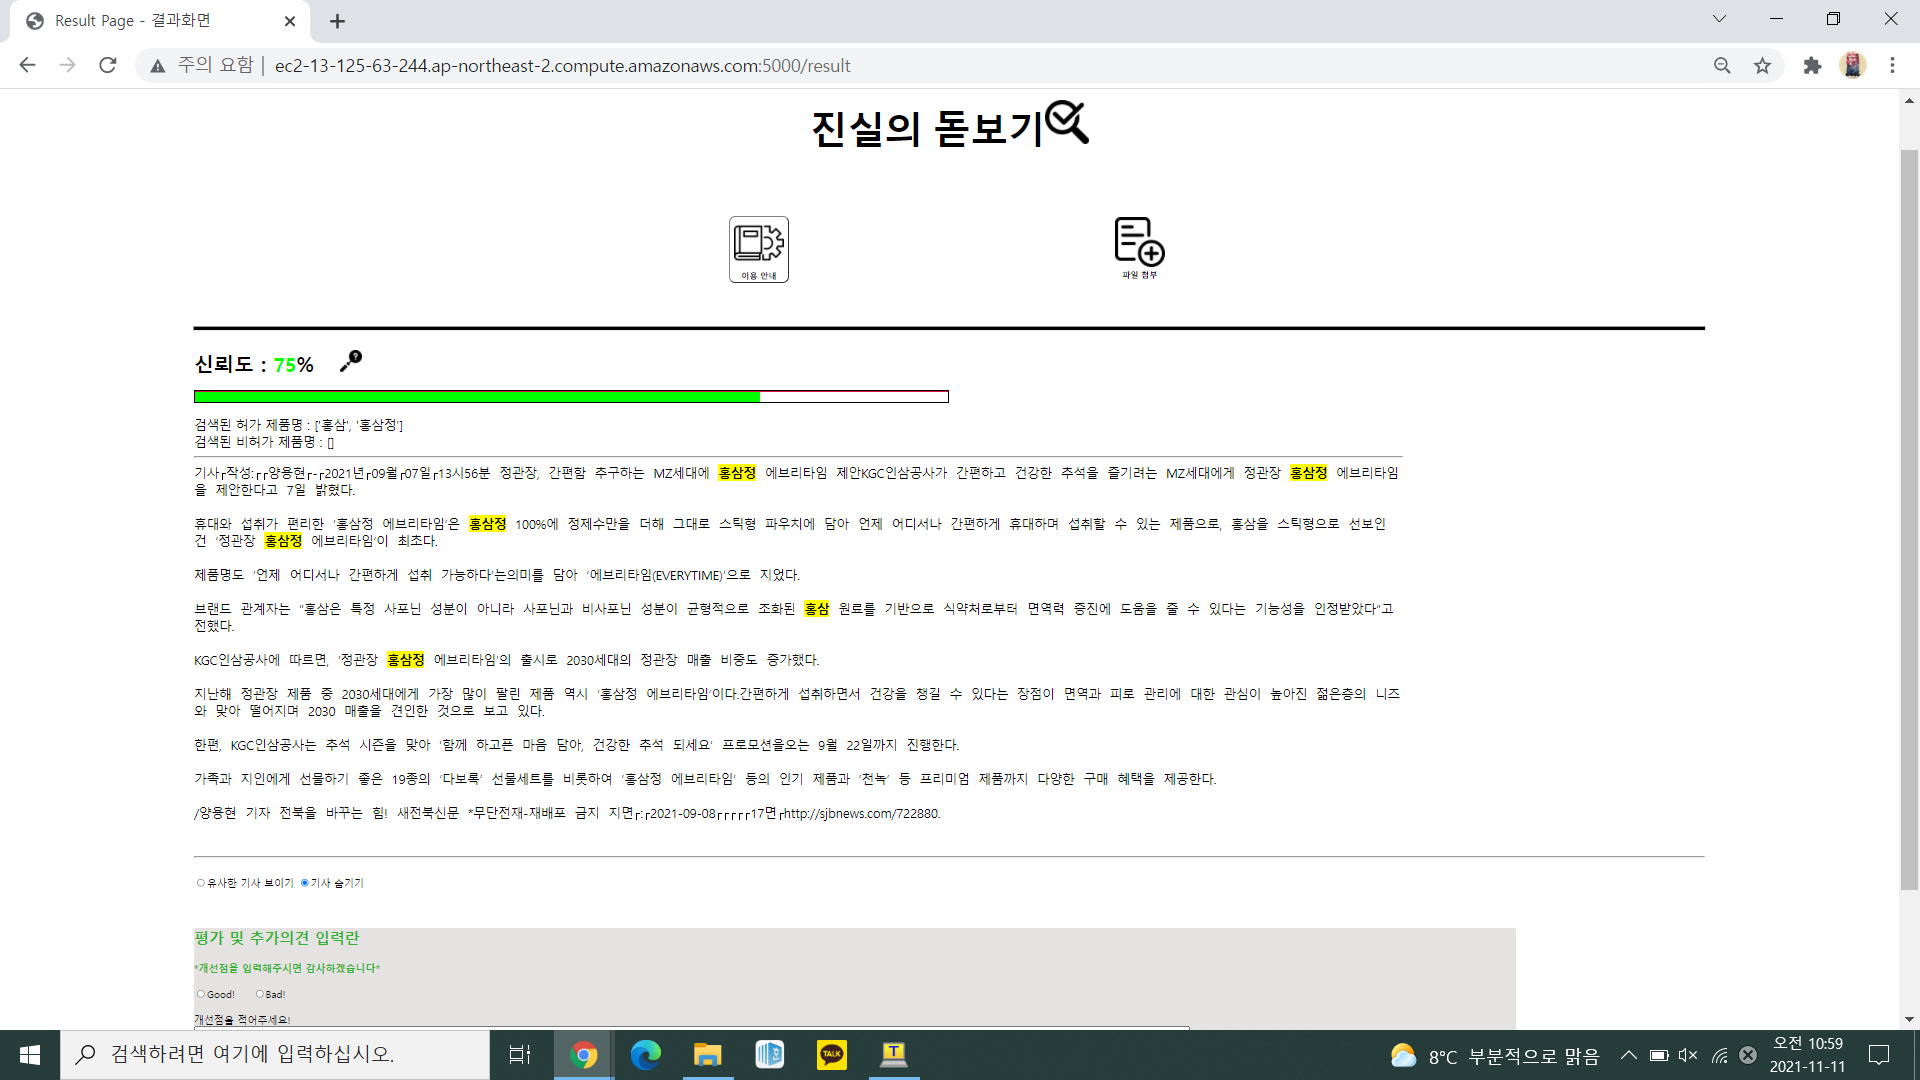 Result Page - 결과화면
주의 요함 | ec2-13-125-63-244.ap-northeast-2.compute.amazonaws.com:5000/result
진실의 돋보기
이용 안내
파일 첨부
신뢰도 : 75%
검색된 허가 제품명 : ['홍삼', '홍삼정']
검색된 비허가 제품명 : []
기사┌작성:┌┌양용현┌-┌2021년┌09월┌07일┌13시56분 정관장, 간편함 추구하는 MZ세대에 홍삼정 에브리타임 제안KGC인삼공사가 간편하고 건강한 추석을 즐기려는 MZ세대에게 정관장 홍삼정 에브리타임
을 제안한다고 7일 밝혔다.
휴대와 섭취가 편리한 ‘홍삼정 에브리타임’은 홍삼정 100%에 정제수만을 더해 그대로 스틱형 파우치에 담아 언제 어디서나 간편하게 휴대하며 섭취할 수 있는 제품으로, 홍삼을 스틱형으로 선보인
건 ‘정관장 홍삼정 에브리타임’이 최초다.
제품명도 ‘언제 어디서나 간편하게 섭취 가능하다’는의미를 담아 ‘에브리타임(EVERYTIME)’으로 지었다.
브랜드 관계자는 “홍삼은 특정 사포닌 성분이 아니라 사포닌과 비사포닌 성분이 균형적으로 조화된 홍삼 원료를 기반으로 식약처로부터 면역력 증진에 도움을 줄 수 있다는 기능성을 인정받았다”고
전했다.
KGC인삼공사에 따르면, ‘정관장 홍삼정 에브리타임’의 출시로 2030세대의 정관장 매출 비중도 증가했다.
지난해 정관장 제품 중 2030세대에게 가장 많이 팔린 제품 역시 ‘홍삼정 에브리타임’이다.간편하게 섭취하면서 건강을 챙길 수 있다는 장점이 면역과 피로 관리에 대한 관심이 높아진 젊은층의 니즈
와 맞아 떨어지며 2030 매출을 견인한 것으로 보고 있다.
한편, KGC인삼공사는 추석 시즌을 맞아 ‘함께 하고픈 마음 담아, 건강한 추석 되세요’ 프로모션을오는 9월 22일까지 진행한다.
가족과 지인에게 선물하기 좋은 19종의 ‘다보록’ 선물세트를 비롯하여 ‘홍삼정 에브리타임’ 등의 인기 제품과 ‘천녹’ 등 프리미엄 제품까지 다양한 구매 혜택을 제공한다.
/양용현 기자 전북을 바꾸는 힘! 새전북신문 *무단전재-재배포 금지 지면┌:┌2021-09-08┌┌┌┌┌17면┌http://sjbnews.com/722880.
유사한 기사 보이기 기사 숨기기
평가 및 추가의견 입력란
*개선점을 입력해주시면 감사하겠습니다*
Good! Bad!
개선점을 적어주세요!
검색하려면 여기에 입력하십시오.
TALK
T
8°C 부분적으로 맑음
오전 10:59
2021-11-11